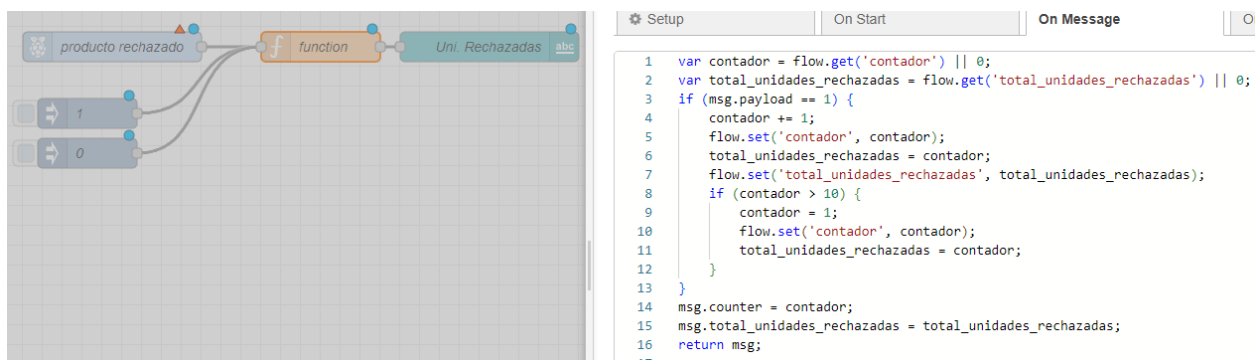 producto rechazado
function
Uni. Rechazadas
abc
1
0
Setup
On Start
On Message
1 var contador = flow.get('contador') || 0;
2 var total_unidades_rechazadas = flow.get('total_unidades_rechazadas') || 0;
3 if (msg.payload == 1) {
4 contador += 1;
5 flow.set('contador', contador);
6 total_unidades_rechazadas = contador;
7 flow.set('total_unidades_rechazadas', total_unidades_rechazadas);
8 if (contador > 10) {
9 contador = 1;
10 flow.set('contador', contador);
11 total_unidades_rechazadas = contador;
12 }
13 }
14 msg.counter = contador;
15 msg.total_unidades_rechazadas = total_unidades_rechazadas;
16 return msg;